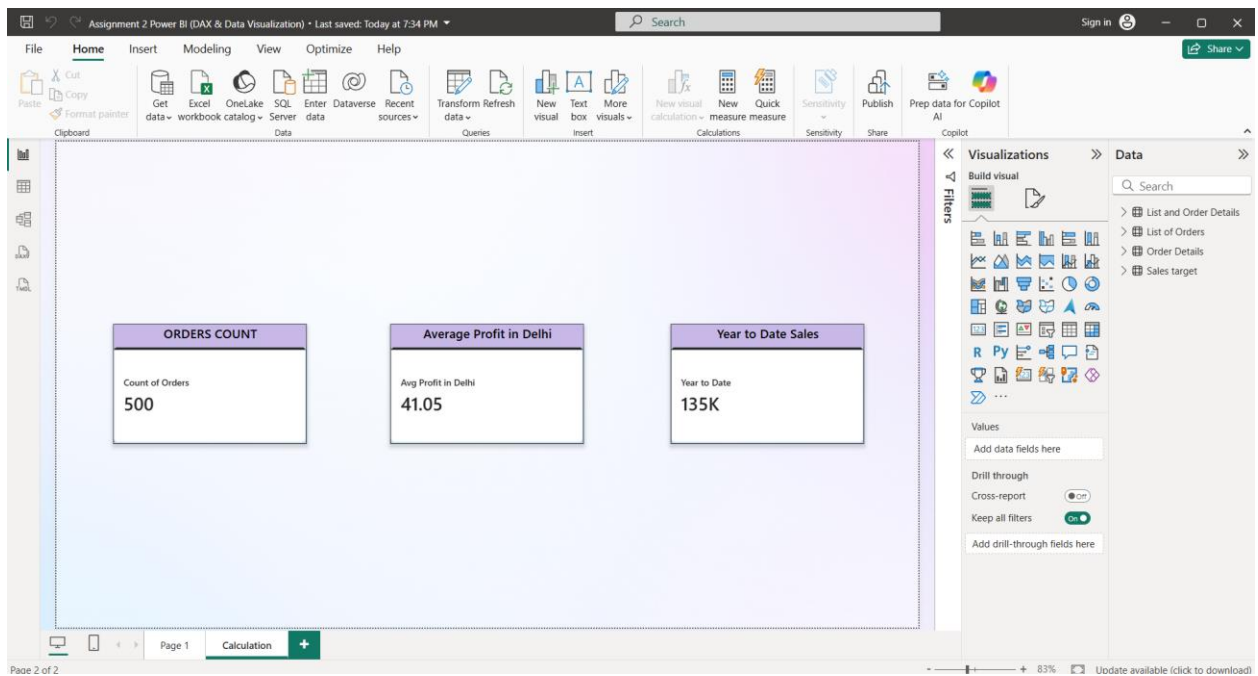 Assignment 2 Power BI (DAX & Data Visualization) • Last saved: Today at 7:34 PM
Search
Sign in
File Home Insert Modeling View Optimize Help
Share
Paste
Cut
Copy
Format painter
Clipboard
Get data
Excel workbook
OneLake catalog
SQL Server
Enter data
Dataverse
Recent sources
Data
Transform data
Refresh
Queries
New visual
Text box
More visuals
Insert
New visual calculation
New measure
Quick measure
Calculations
Sensitivity
Sensitivity
Publish
Share
Prep data for AI
Copilot
Copilot
ORDERS COUNT
Count of Orders
500
Average Profit in Delhi
Avg Profit in Delhi
41.05
Year to Date Sales
Year to Date
135K
Filters
Visualizations
Build visual
R Py
Values
Add data fields here
Drill through
Cross-report
Off
Keep all filters
On
Add drill-through fields here
Data
Search
List and Order Details
List of Orders
Order Details
Sales target
Page 1
Calculation
Page 2 of 2
83%
Update available (click to download)